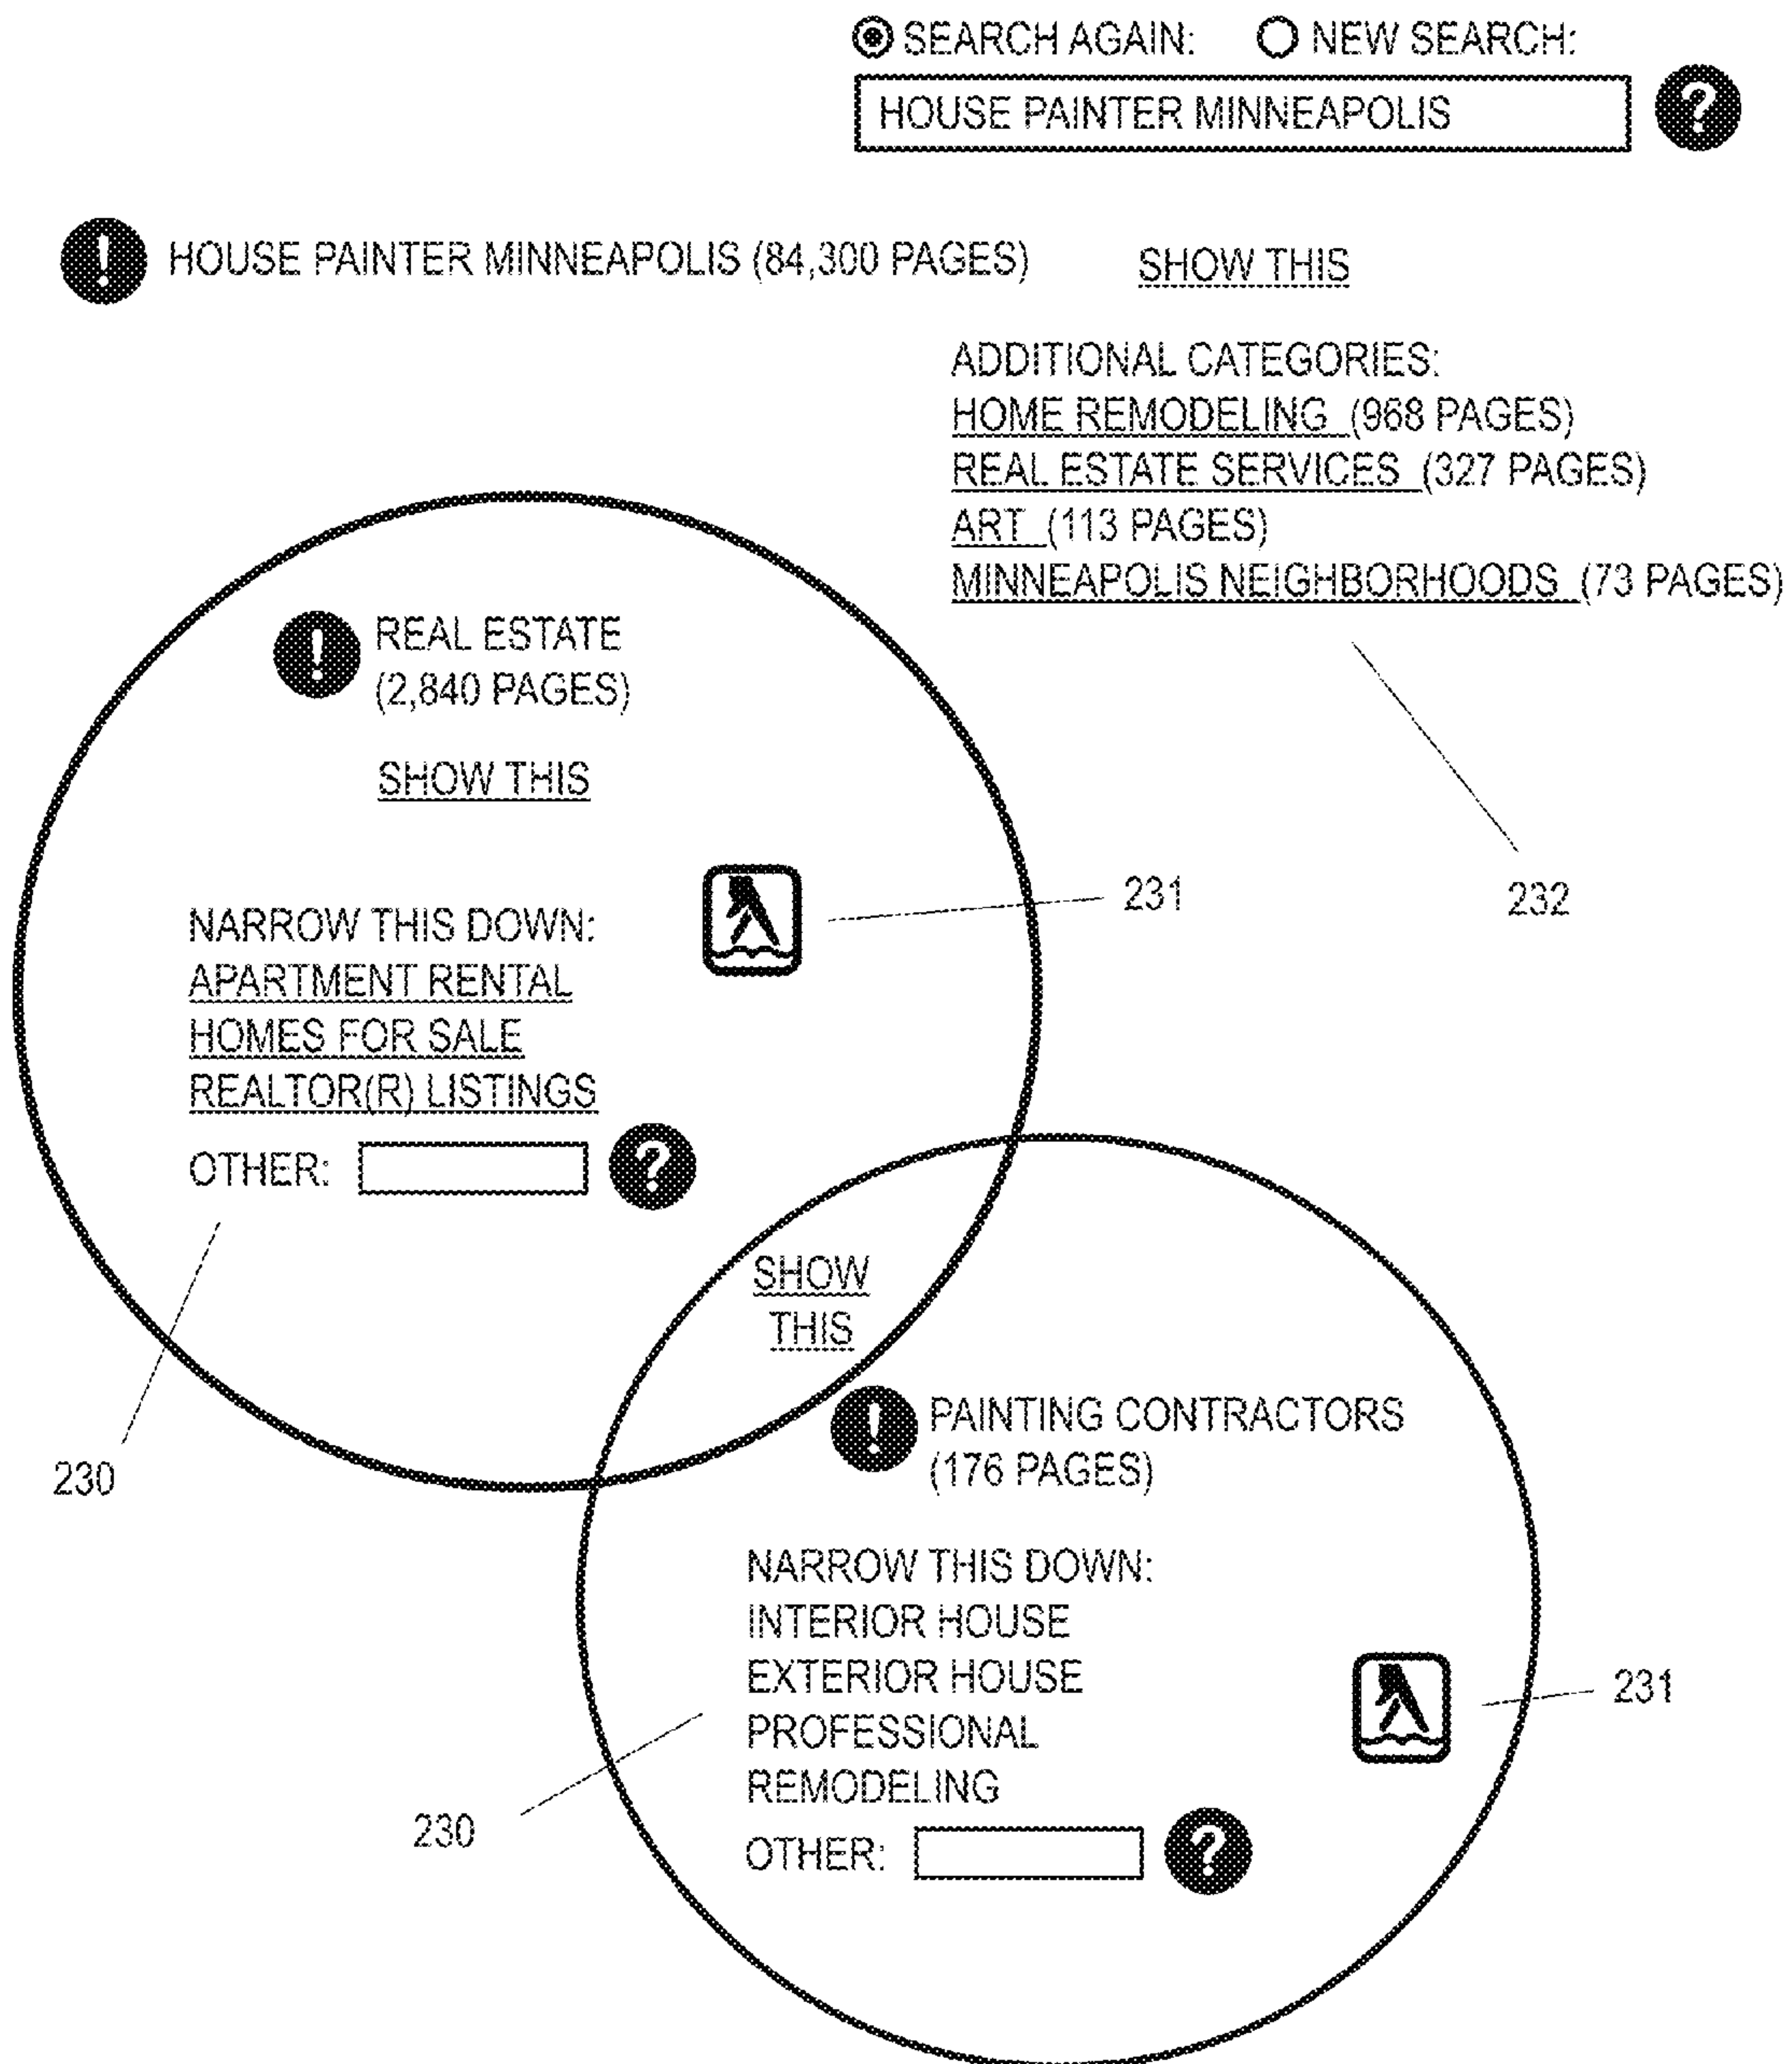 SEARCH AGAIN: NEW SEARCH:
HOUSE PAINTER MINNEAPOLIS ?
! HOUSE PAINTER MINNEAPOLIS (84,300 PAGES) SHOW THIS
ADDITIONAL CATEGORIES:
HOME REMODELING (968 PAGES)
REAL ESTATE SERVICES (327 PAGES)
ART (113 PAGES)
MINNEAPOLIS NEIGHBORHOODS (73 PAGES)
232
! REAL ESTATE
(2,840 PAGES)
SHOW THIS
231
NARROW THIS DOWN:
APARTMENT RENTAL
HOMES FOR SALE
REALTOR(R) LISTINGS
OTHER: ?
230
SHOW
THIS
! PAINTING CONTRACTORS
(176 PAGES)
NARROW THIS DOWN:
INTERIOR HOUSE
EXTERIOR HOUSE
PROFESSIONAL
REMODELING
OTHER: ?
231
230